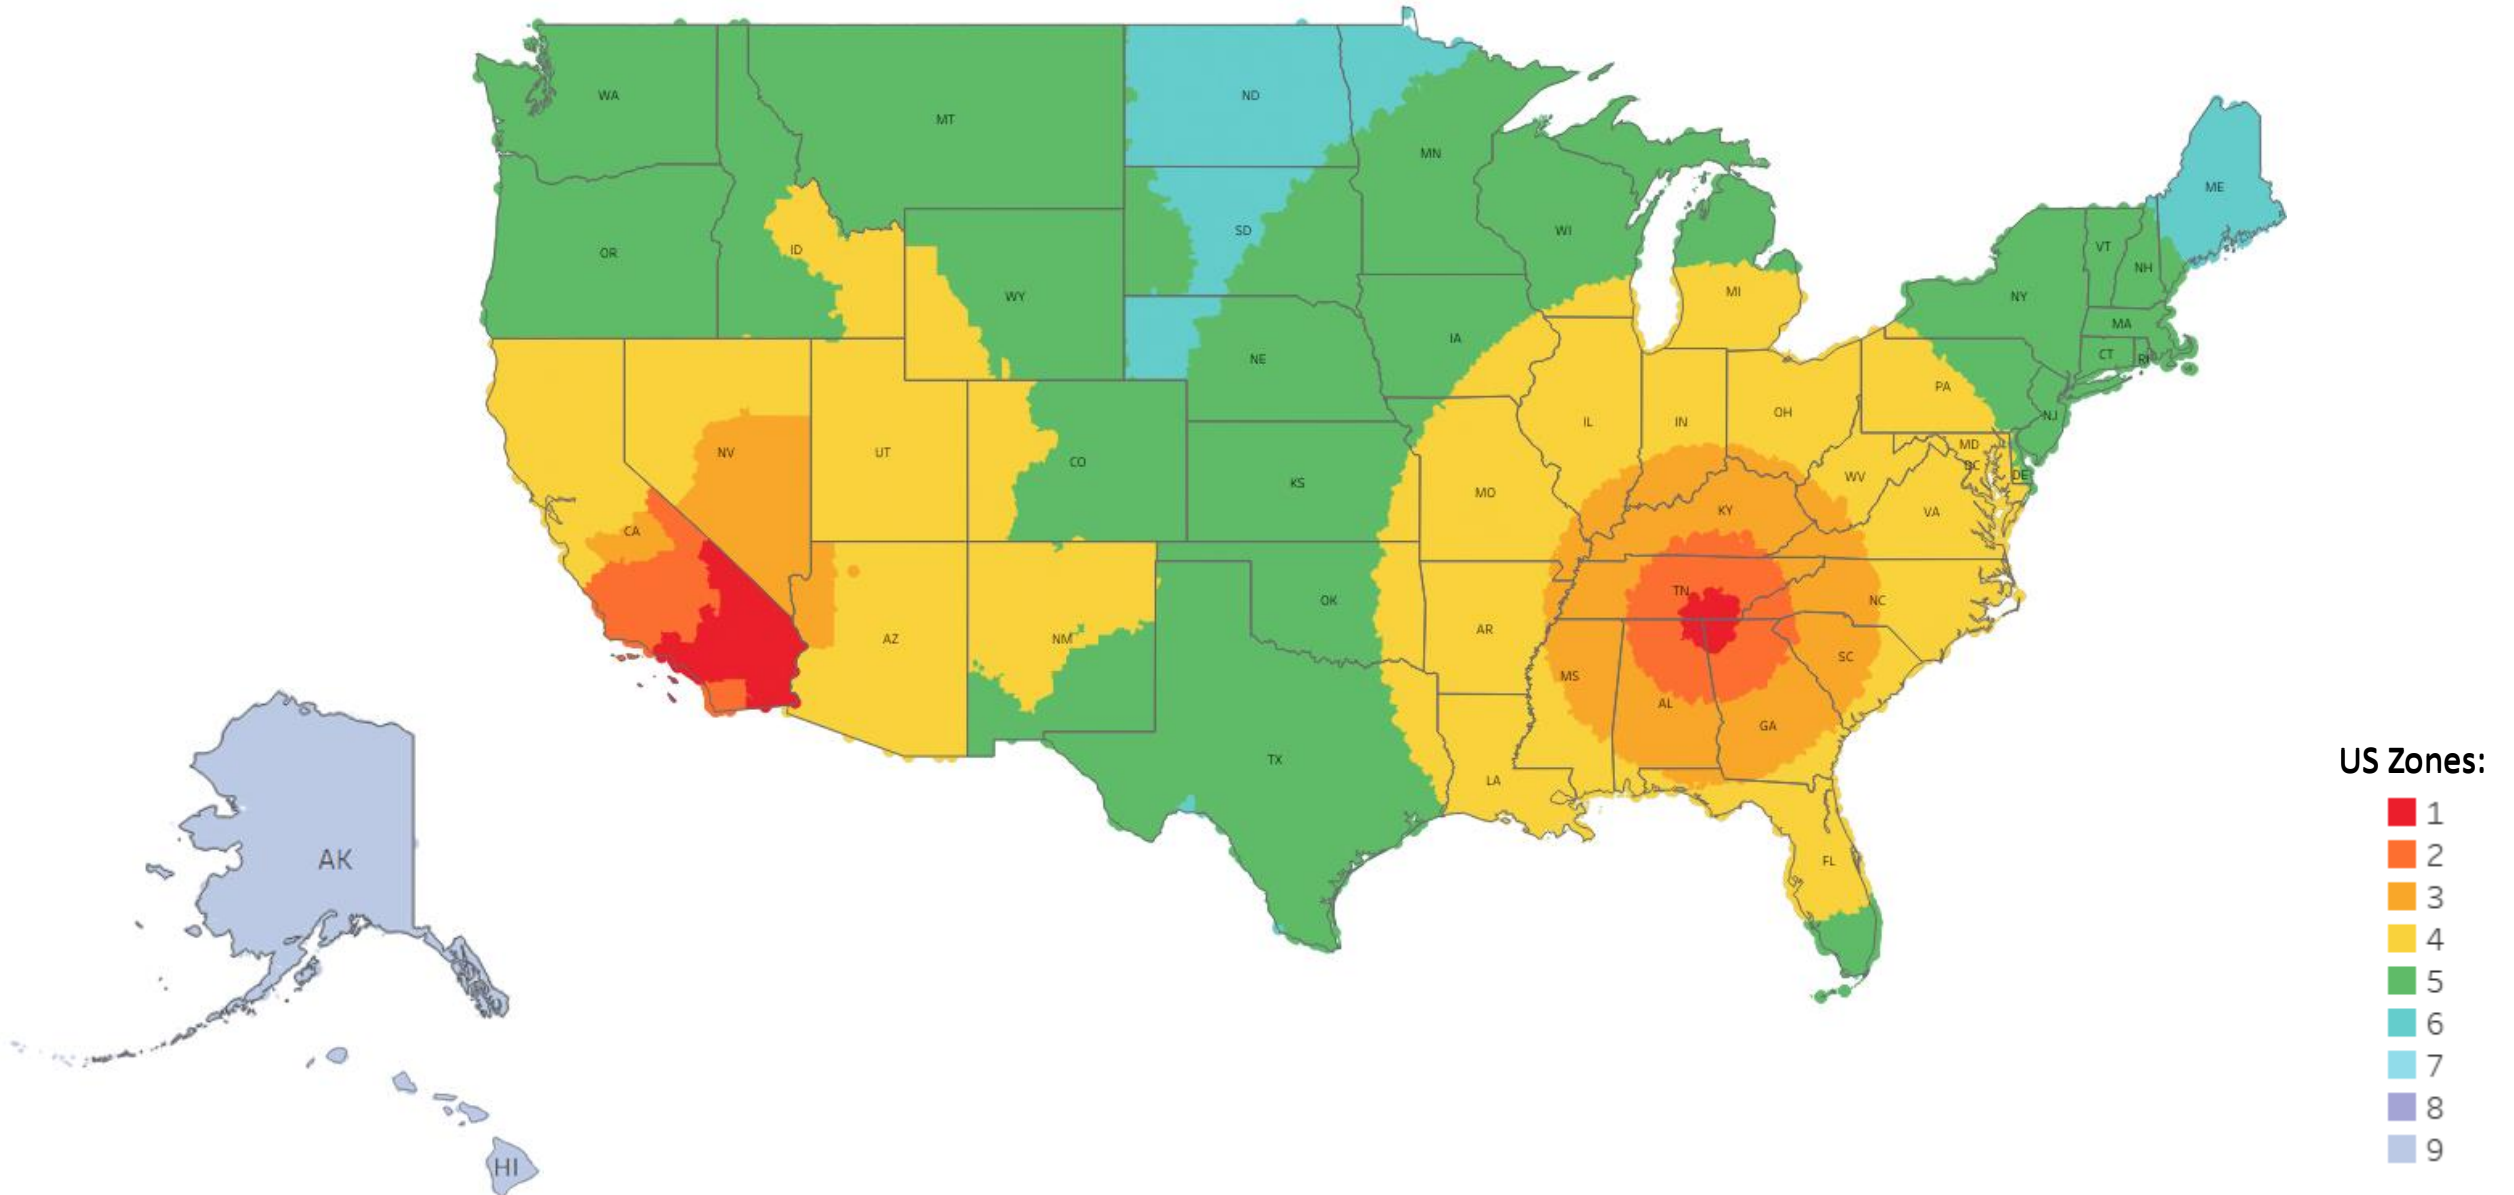 WA
MT
ND
MN
OR
ID
WY
SD
WI
MI
ME
VT
NH
NY
MA
CT
RI
NE
IA
PA
NJ
NV
UT
CO
KS
MO
IL
IN
OH
MD
DC
DE
WV
VA
KY
CA
AZ
NM
OK
AR
TN
NC
SC
MS
AL
GA
TX
LA
FL
AK
HI
US Zones:
1
2
3
4
5
6
7
8
9